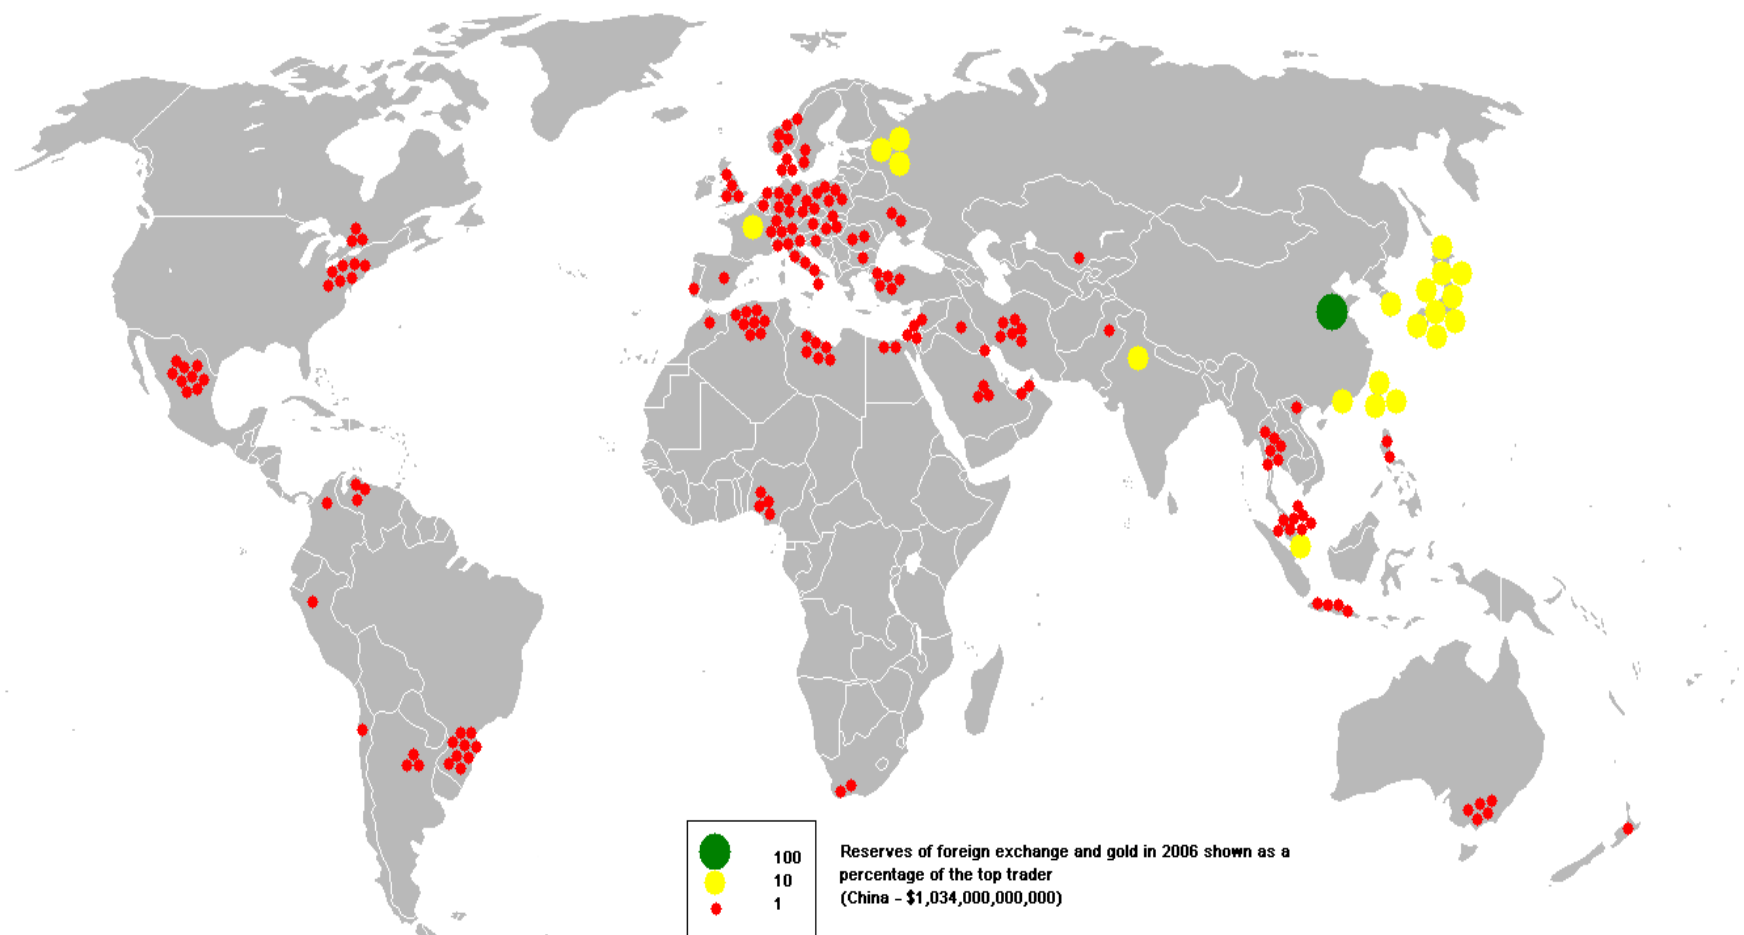 100
10
1
Reserves of foreign exchange and gold in 2006 shown as a
percentage of the top trader
(China - $1,034,000,000,000)